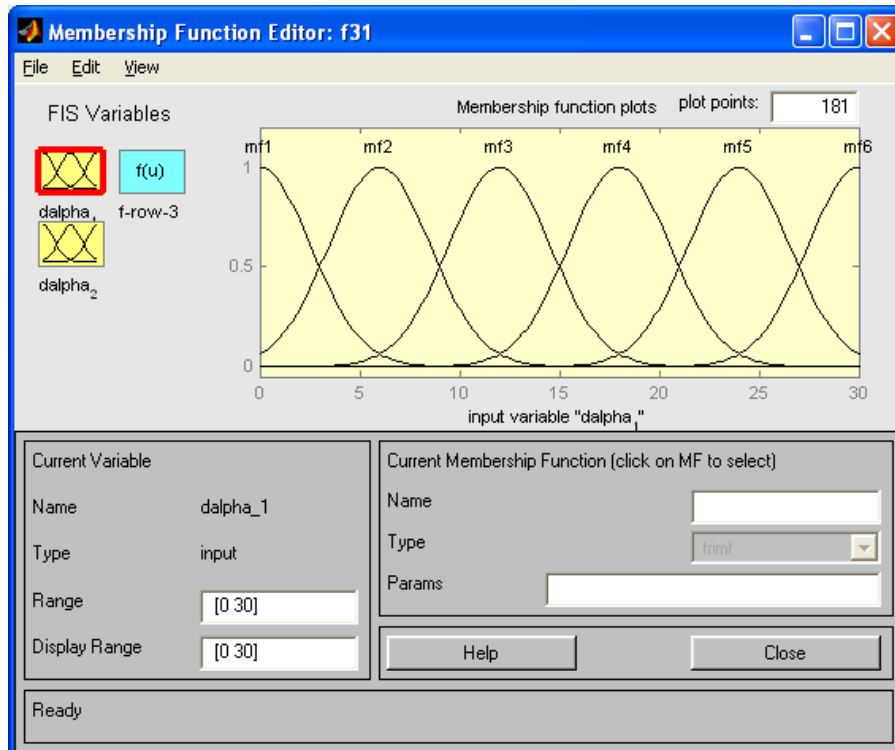 Membership Function Editor: f31
File Edit View
FIS Variables
Membership function plots plot points: 181
f(u)
dalpha1 f-row-3
dalpha2
mf1 mf2 mf3 mf4 mf5 mf6
1
0.5
0
0 5 10 15 20 25 30
input variable "dalpha1"
Current Variable
Name dalpha_1
Type input
Range [0 30]
Display Range [0 30]
Current Membership Function (click on MF to select)
Name
Type trimf
Params
Help Close
Ready